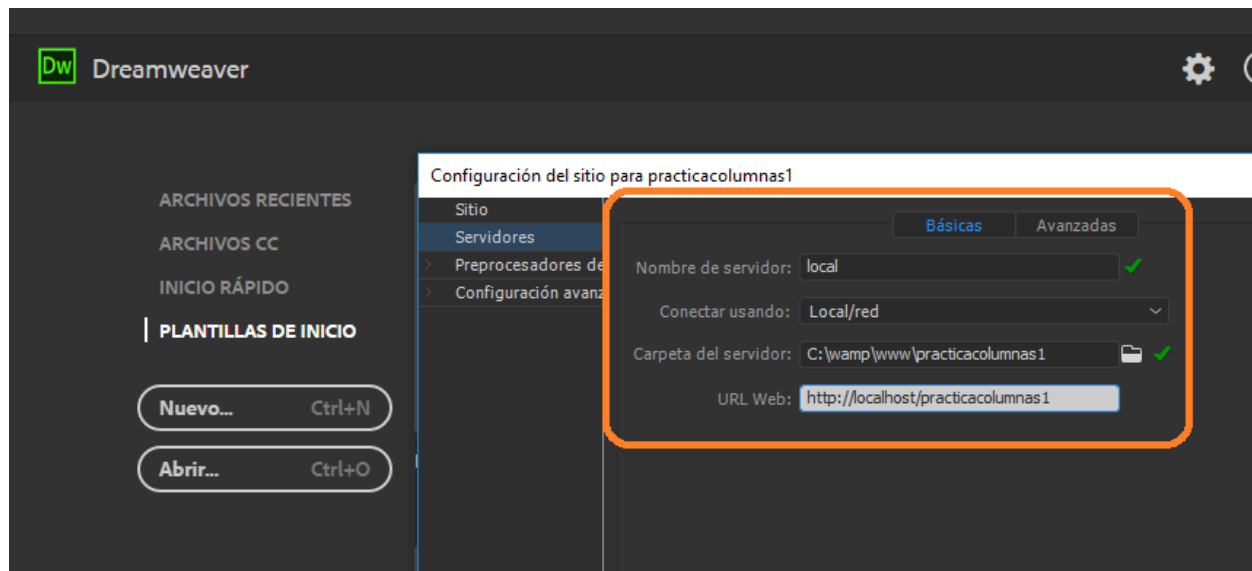 Dw Dreamweaver
ARCHIVOS RECIENTES
ARCHIVOS CC
INICIO RÁPIDO
PLANTILLAS DE INICIO
Nuevo... Ctrl+N
Abrir... Ctrl+O
Configuración del sitio para practicacolumnas1
Sitio
Servidores
Preprocesadores de
Configuración avanz
Básicas Avanzadas
Nombre de servidor: local
Conectar usando: Local/red
Carpeta del servidor: C:\wamp\www\practicacolumnas1
URL Web: http://localhost/practicacolumnas1